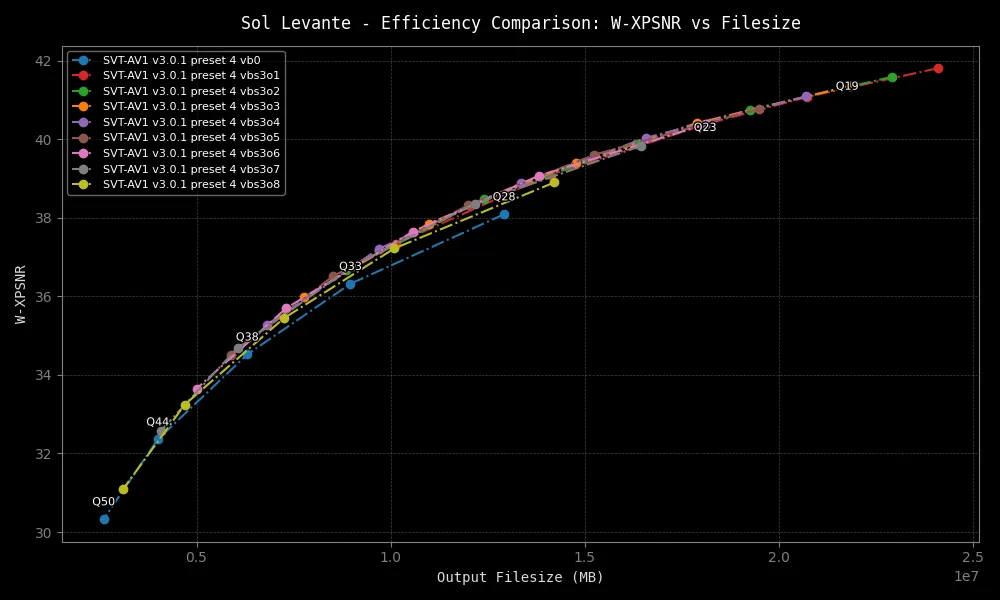 Sol Levante - Efficiency Comparison: W-XPSNR vs Filesize
SVT-AV1 v3.0.1 preset 4 vb0
SVT-AV1 v3.0.1 preset 4 vbs3o1
SVT-AV1 v3.0.1 preset 4 vbs3o2
SVT-AV1 v3.0.1 preset 4 vbs3o3
SVT-AV1 v3.0.1 preset 4 vbs3o4
SVT-AV1 v3.0.1 preset 4 vbs3o5
SVT-AV1 v3.0.1 preset 4 vbs3o6
SVT-AV1 v3.0.1 preset 4 vbs3o7
SVT-AV1 v3.0.1 preset 4 vbs3o8
42
40
38
36
34
32
30
W-XPSNR
Q19
Q23
Q28
Q33
Q38
Q44
Q50
0.5
1.0
1.5
2.0
2.5
1e7
Output Filesize (MB)